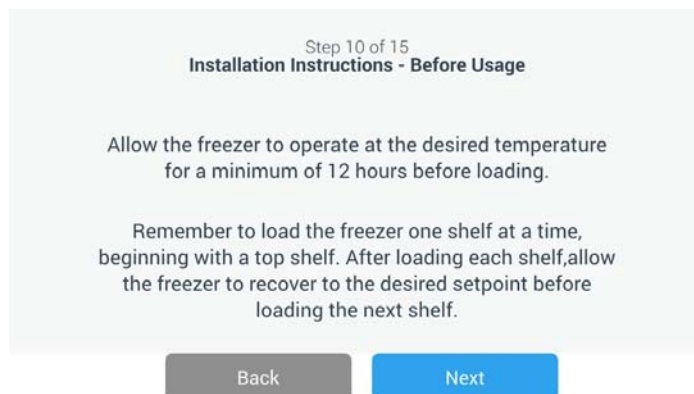 Step 10 of 15
Installation Instructions - Before Usage
Allow the freezer to operate at the desired temperature
for a minimum of 12 hours before loading.
Remember to load the freezer one shelf at a time,
beginning with a top shelf. After loading each shelf,allow
the freezer to recover to the desired setpoint before
loading the next shelf.
Back
Next